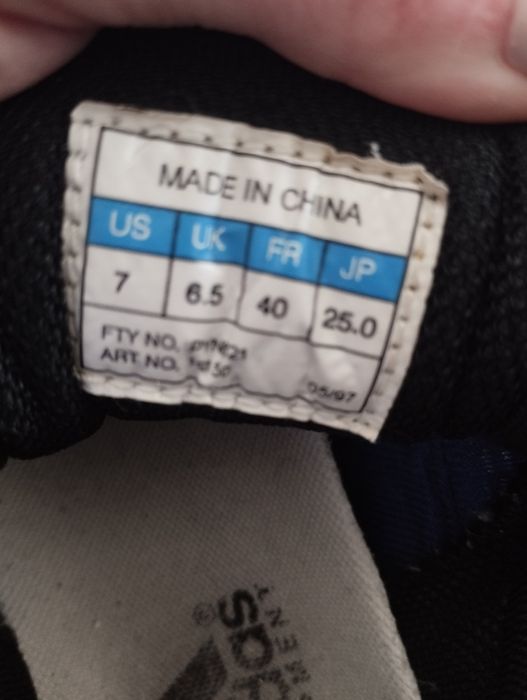 MADE IN CHINA
US UK FR JP
7 6.5 40 25.0
FTY NO.
ART NO.
05/97